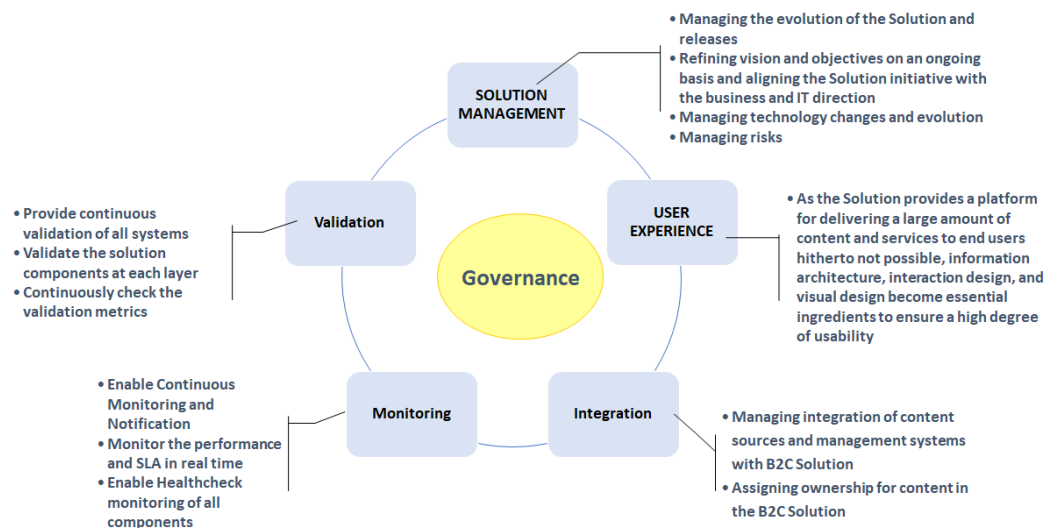 SOLUTION
MANAGEMENT
• Managing the evolution of the Solution and
releases
• Refining vision and objectives on an ongoing
basis and aligning the Solution initiative with
the business and IT direction
• Managing technology changes and evolution
• Managing risks
USER
EXPERIENCE
• As the Solution provides a platform
for delivering a large amount of
content and services to end users
hitherto not possible, information
architecture, interaction design, and
visual design become essential
ingredients to ensure a high degree
of usability
Integration
• Managing integration of content
sources and management systems
with B2C Solution
• Assigning ownership for content in
the B2C Solution
Monitoring
• Enable Continuous
Monitoring and
Notification
• Monitor the performance
and SLA in real time
• Enable Healthcheck
monitoring of all
components
Validation
• Provide continuous
validation of all systems
• Validate the solution
components at each layer
• Continuously check the
validation metrics
Governance